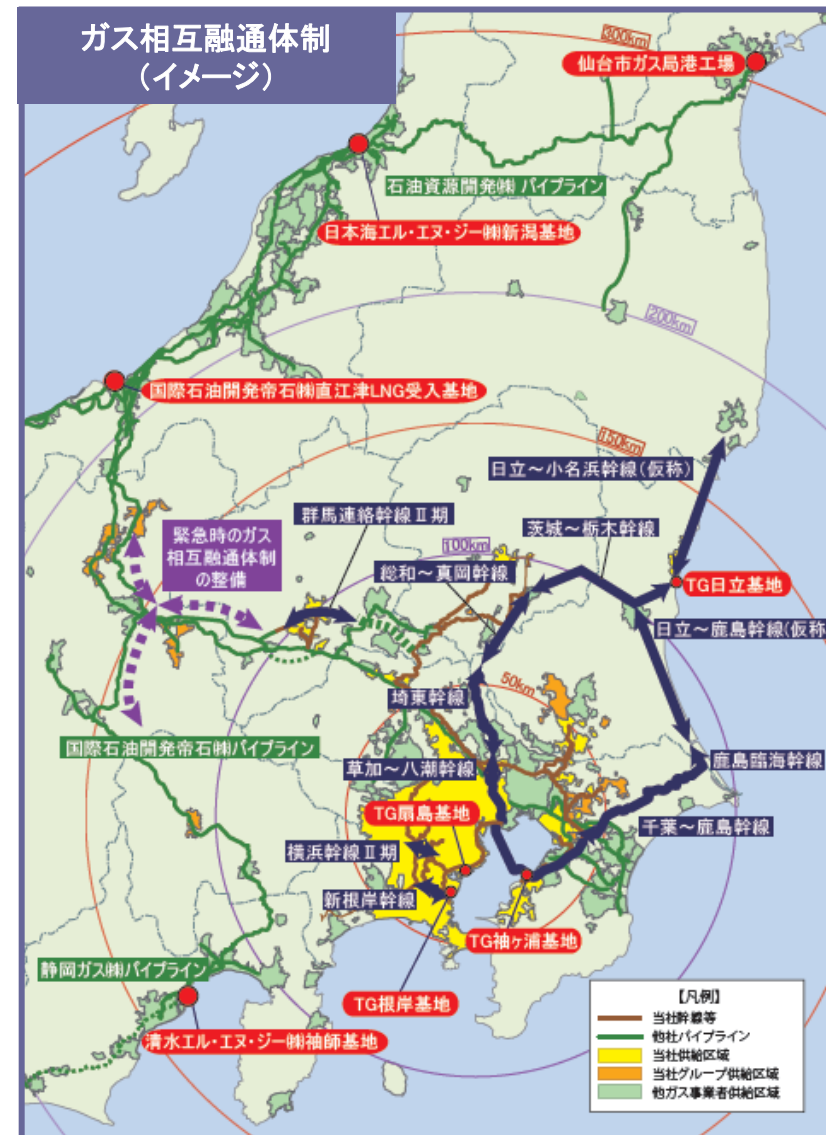 ガス相互融通体制
(イメージ)
300km
仙台市ガス局港工場
石油資源開発㈱ パイプライン
日本海エル・エヌ・ジー㈱新潟基地
200km
国際石油開発帝石㈱直江津LNG受入基地
150km
日立～小名浜幹線(仮称)
群馬連絡幹線Ⅱ期
茨城～栃木幹線
緊急時のガス
相互融通体制
の整備
100km
総和～真岡幹線
TG日立基地
日立～鹿島幹線(仮称
50km
埼東幹線
国際石油開発帝石㈱パイプライン
草加～八潮幹線
鹿島臨海幹線
TG扇島基地
千葉～鹿島幹線
横浜幹線Ⅱ期
新根岸幹線
TG袖ヶ浦基地
静岡ガス㈱パイプライン
TG根岸基地
清水エル・エヌ・ジー㈱袖師基地
【凡例】
当社幹線等
他社パイプライン
当社供給区域
当社グループ供給区域
他ガス事業者供給区域